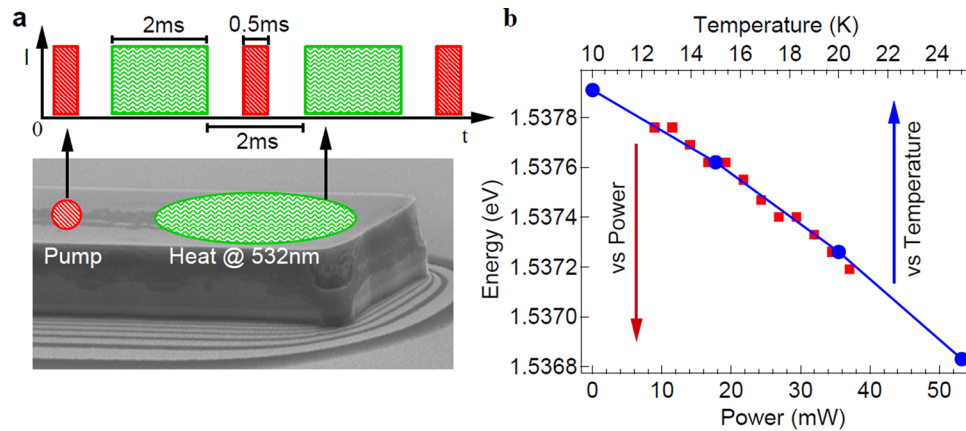 a
2ms
0.5ms
I
0
2ms
t
Pump
Heat @ 532nm
b
Temperature (K)
10 12 14 16 18 20 22 24
Energy (eV)
1.5378
1.5376
1.5374
1.5372
1.5370
1.5368
vs Power
vs Temperature
0 10 20 30 40 50
Power (mW)